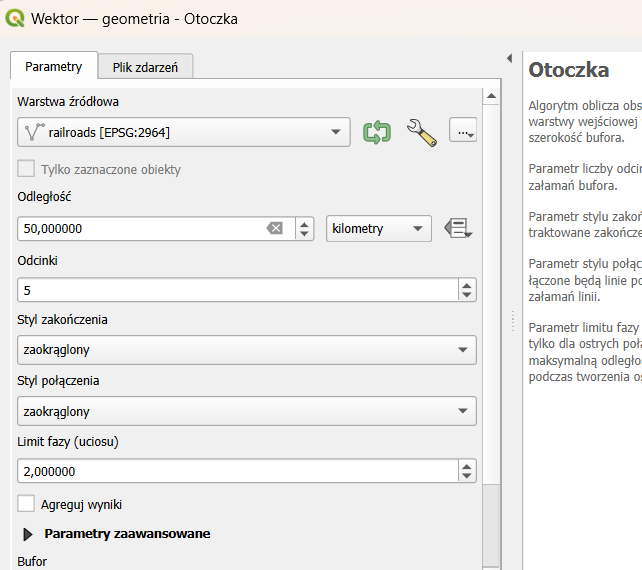 Wektor — geometria - Otoczka
Parametry
Plik zdarzeń
Warstwa źródłowa
railroads [EPSG:2964]
...
Tylko zaznaczone obiekty
Odległość
50,000000
kilometry
Odcinki
5
Styl zakończenia
zaokrąglony
Styl połączenia
zaokrąglony
Limit fazy (uciosu)
2,000000
Agreguj wyniki
Parametry zaawansowane
Bufor
Otoczka
Algorytm oblicza obs
warstwy wejściowej
szerokość bufora.
Parametr liczby odcin
załamań bufora.
Parametr stylu zakoń
traktowane zakończe
Parametr stylu połąc
łączone będą linie po
załamań linii.
Parametr limitu fazy
tylko dla ostrych poł
maksymalną odległoś
podczas tworzenia os